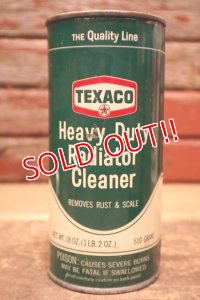 THE Quality Line
TEXACO
Heavy Duty
Radiator
Cleaner
SOLD OUT!!
REMOVES RUST & SCALE
NET WT. 18 OZ. (1 LB. 2 OZ.) 510 GRAMS
POISON: CAUSES SEVERE BURNS
MAY BE FATAL IF SWALLOWED